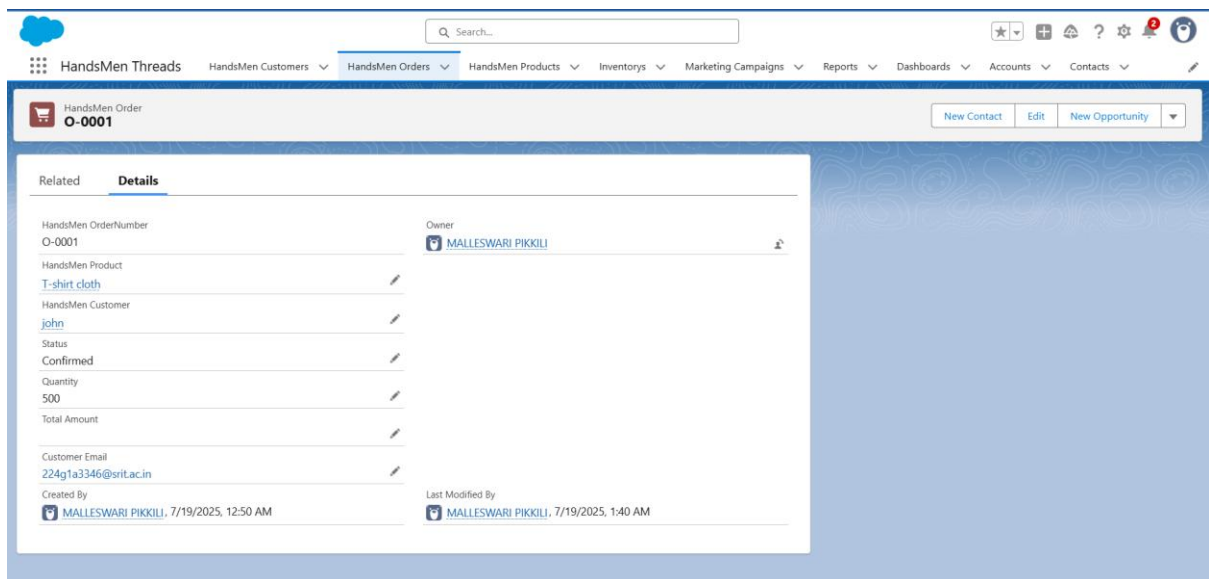 Search...
2
HandsMen Threads HandsMen Customers HandsMen Orders HandsMen Products Inventorys Marketing Campaigns Reports Dashboards Accounts Contacts
HandsMen Order
O-0001
New Contact Edit New Opportunity
Related Details
HandsMen OrderNumber Owner
O-0001 MALLESWARI PIKKILI
HandsMen Product
T-shirt cloth
HandsMen Customer
john
Status
Confirmed
Quantity
500
Total Amount
Customer Email
224g1a3346@srit.ac.in
Created By Last Modified By
MALLESWARI PIKKILI, 7/19/2025, 12:50 AM MALLESWARI PIKKILI, 7/19/2025, 1:40 AM